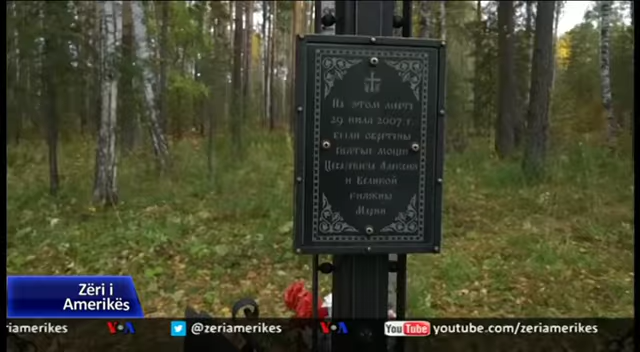 На этом месте
29 июля 2007 г.
были обретены
святые мощи
Цесаревича Алексия
и Великой
княжны
Марии
Zëri i
Amerikës
riamerikes
VOA
@zeriamerikes
VOA
YouTube
youtube.com/zeriamerikes